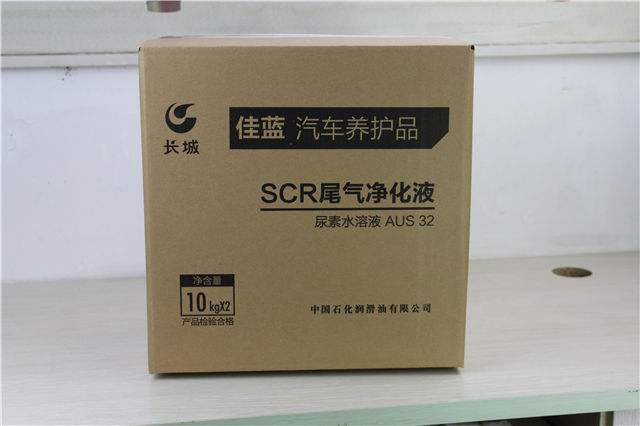 长城
佳蓝 汽车养护品
SCR尾气净化液
尿素水溶液 AUS 32
净含量
10kgX2
产品检验合格
中国石化润滑油有限公司